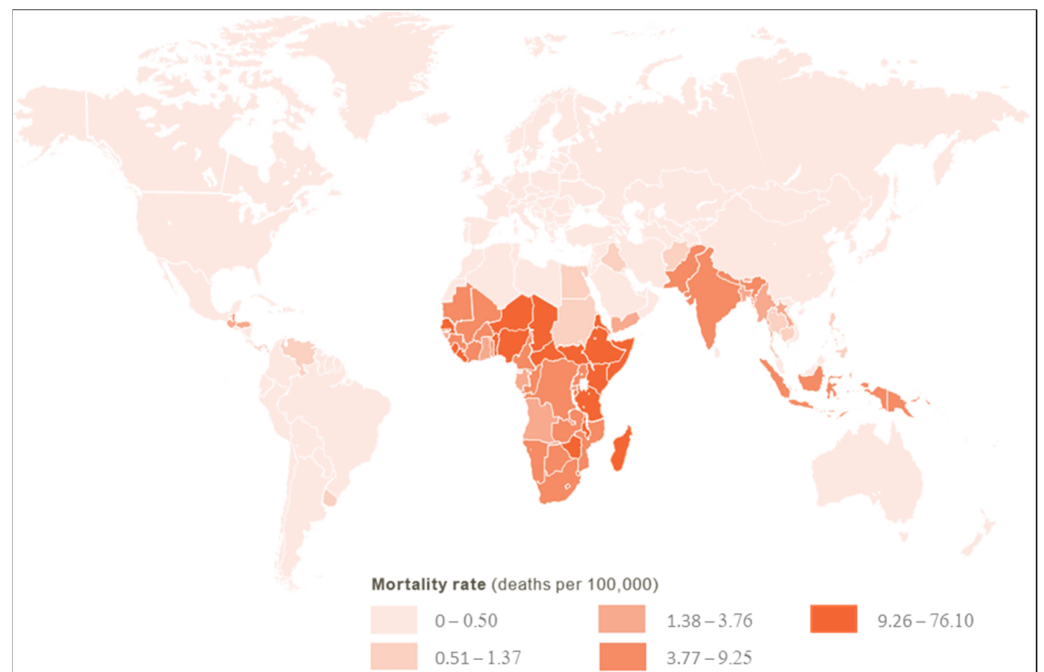 Mortality rate (deaths per 100,000)
0 – 0.50
1.38 – 3.76
9.26 – 76.10
0.51 – 1.37
3.77 – 9.25